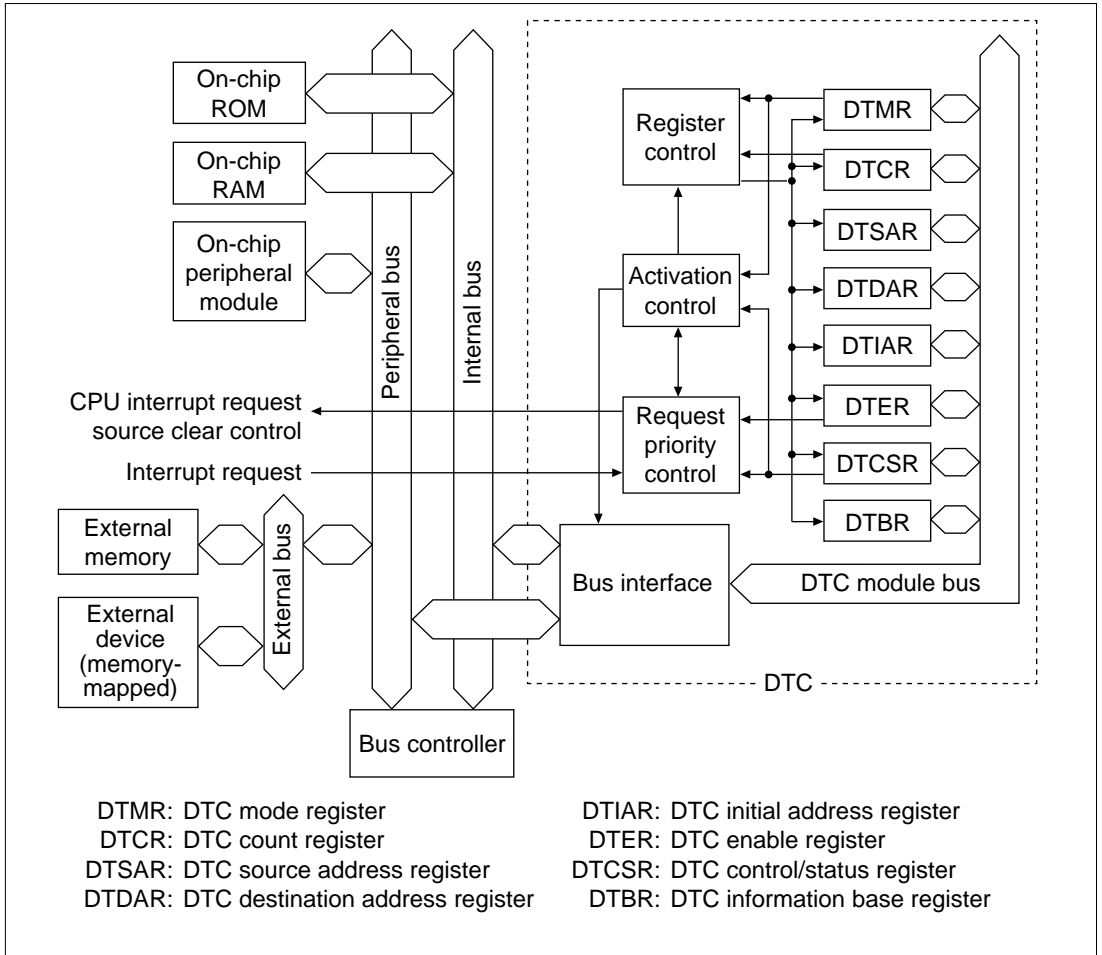 On-chip
ROM
On-chip
RAM
On-chip
peripheral
module
Peripheral bus
Internal bus
Register
control
Activation
control
Request
priority
control
DTMR
DTCR
DTSAR
DTDAR
DTIAR
DTER
DTCSR
DTBR
CPU interrupt request
source clear control
Interrupt request
External
memory
External
device
(memory-
mapped)
External bus
Bus interface
DTC module bus
DTC
Bus controller
DTMR: DTC mode register
DTCR: DTC count register
DTSAR: DTC source address register
DTDAR: DTC destination address register
DTIAR: DTC initial address register
DTER: DTC enable register
DTCSR: DTC control/status register
DTBR: DTC information base register